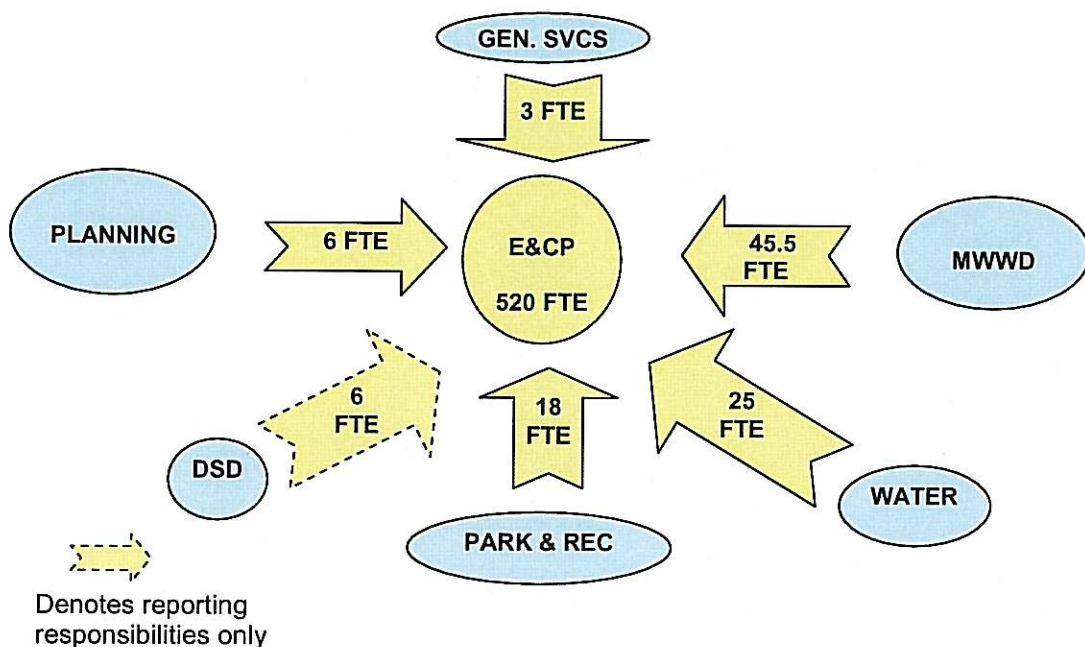 GEN. SVCS
3 FTE
PLANNING
6 FTE
E&CP
520 FTE
45.5
FTE
MWWD
6
FTE
18
FTE
25
FTE
DSD
WATER
PARK & REC
Denotes reporting
responsibilities only